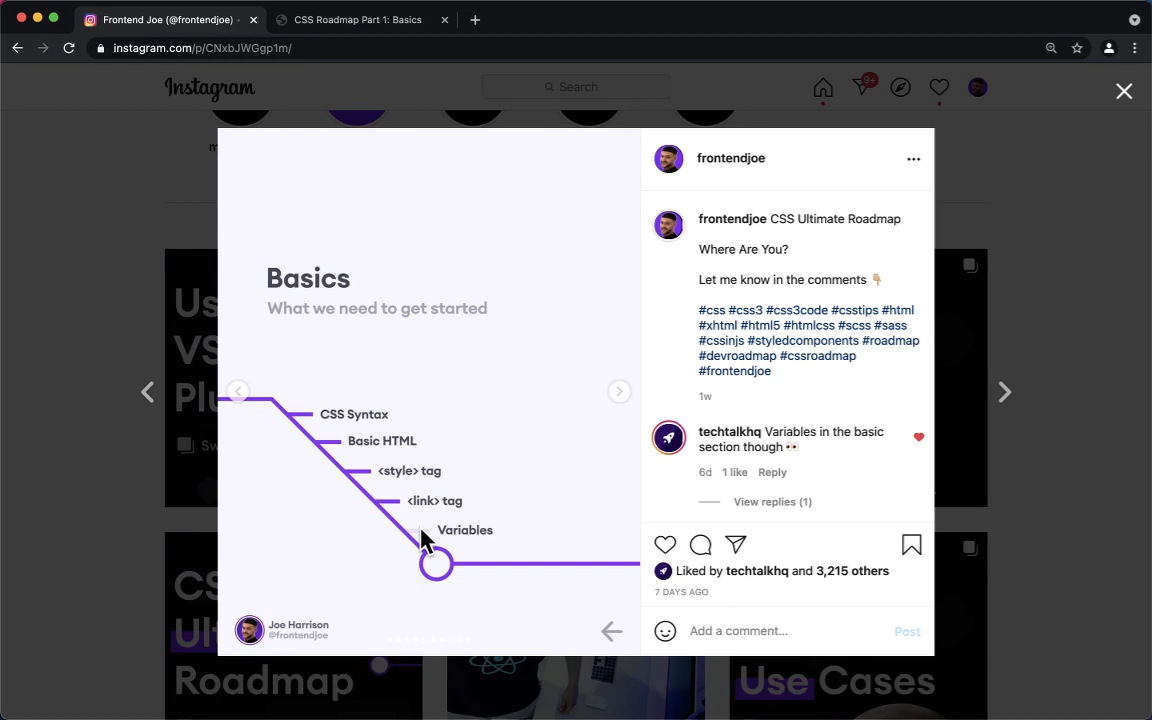 Frontend Joe (@frontendjoe)
CSS Roadmap Part 1: Basics
instagram.com/p/CNxbJWGgp1m/
Instagram
Search
9+
Basics
What we need to get started
CSS Syntax
Basic HTML
<style> tag
<link> tag
Variables
Joe Harrison
@frontendjoe
frontendjoe
frontendjoe CSS Ultimate Roadmap
Where Are You?
Let me know in the comments 👇🏼
#css #css3 #css3code #csstips #html
#xhtml #html5 #htmlcss #scss #sass
#cssinjs #styledcomponents #roadmap
#devroadmap #cssroadmap
#frontendjoe
1w
techtalkhq Variables in the basic
section though 👀
6d 1 like Reply
View replies (1)
Liked by techtalkhq and 3,215 others
7 DAYS AGO
Add a comment...
Post
CSS
Roadmap
Use Cases